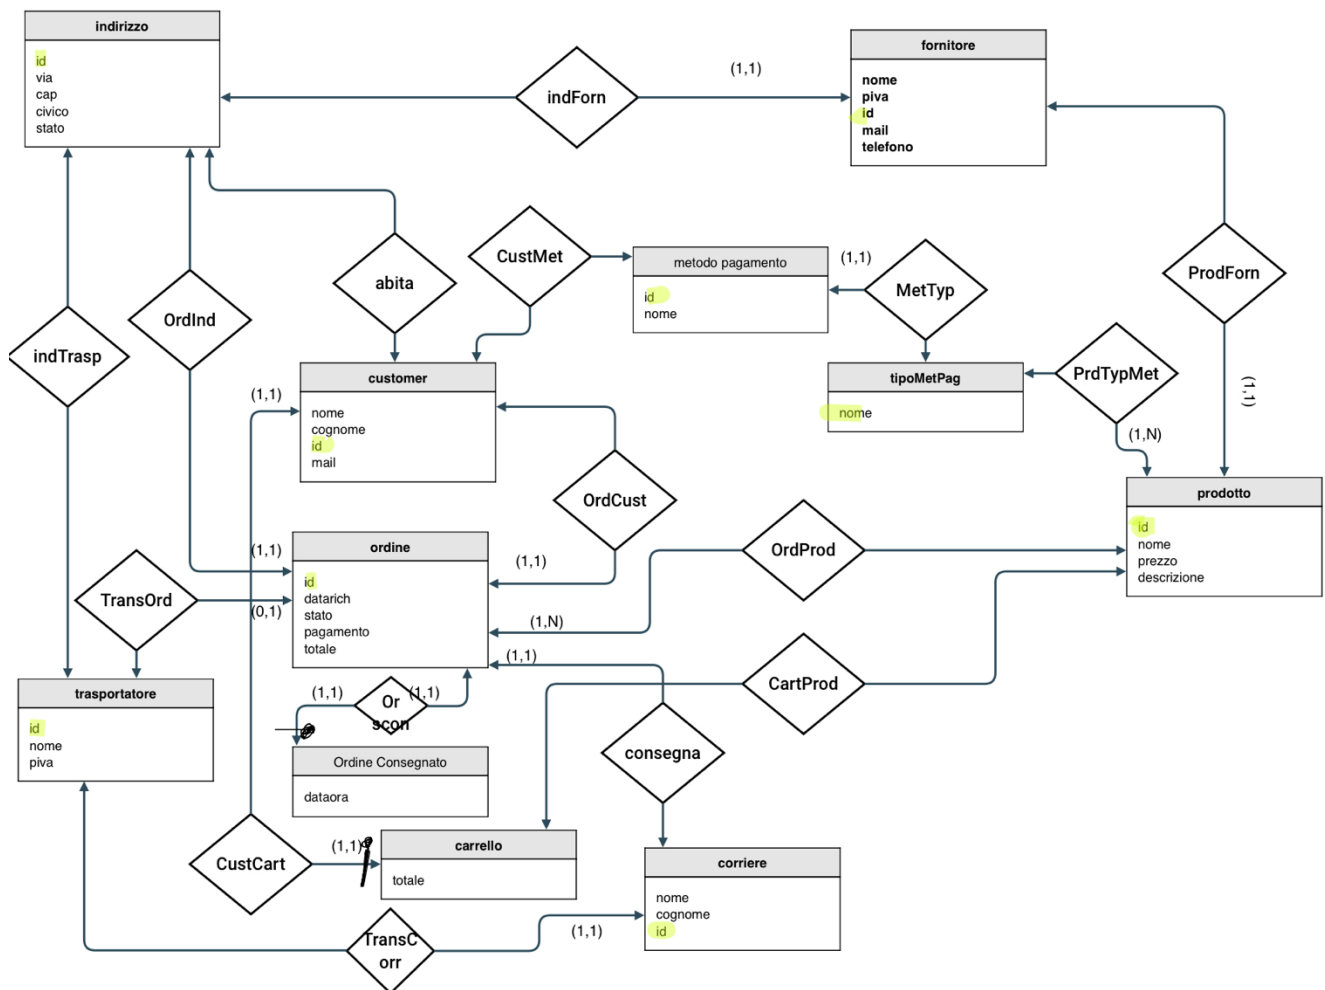 indirizzo
id
via
cap
civico
stato
indForn
(1,1)
fornitore
nome
piva
id
mail
telefono
abita
CustMet
metodo pagamento
id
nome
(1,1)
MetTyp
ProdForn
(1,1)
OrdInd
indTrasp
customer
nome
cognome
id
mail
(1,1)
tipoMetPag
nome
PrdTypMet
(1,N)
prodotto
id
nome
prezzo
descrizione
OrdCust
(1,1)
OrdProd
(1,N)
ordine
id
datarich
stato
pagamento
totale
(1,1)
(0,1)
TransOrd
trasportatore
id
nome
piva
(1,1)
Or
scon
(1,1)
(1,1)
Ordine Consegnato
dataora
consegna
CartProd
CustCart
(1,1)
carrello
totale
corriere
nome
cognome
id
TransC
orr
(1,1)